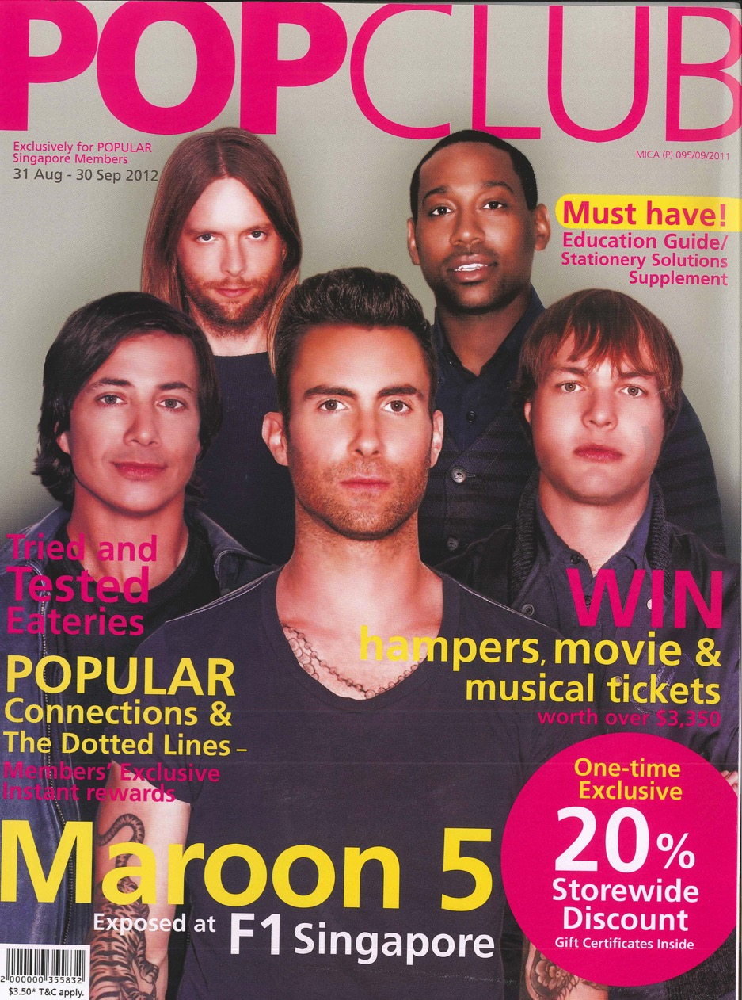 POPCLUB
Exclusively for POPULAR
Singapore Members
31 Aug - 30 Sep 2012
MICA (P) 095/09/2011
Must have!
Education Guide/
Stationery Solutions
Supplement
Tried and
Tested
Eateries
POPULAR
Connections &
The Dotted Lines –
Members' Exclusive
Instant rewards
WIN
hampers, movie &
musical tickets
worth over $3,350
One-time
Exclusive
20%
Storewide
Discount
Gift Certificates Inside
Maroon 5
Exposed at F1 Singapore
2 000000 355832
$3.50* T&C apply.